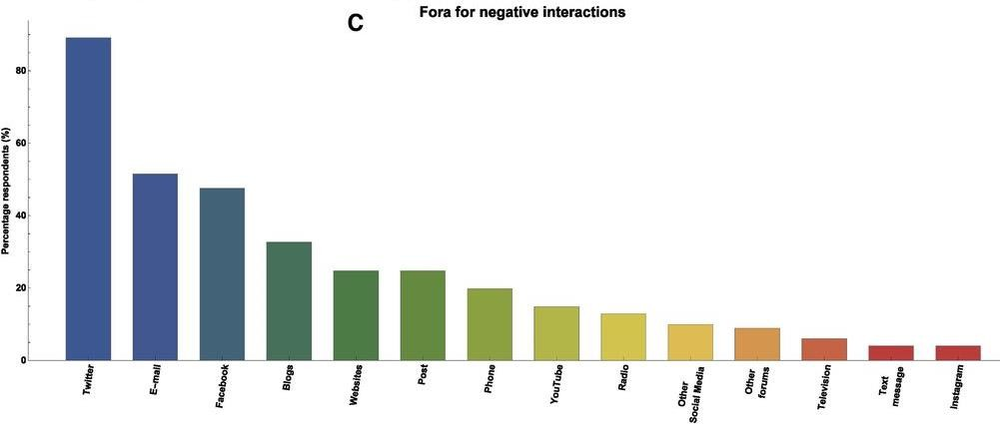 Fora for negative interactions
C
Percentage respondents (%)
80
60
40
20
0
Twitter
E-mail
Facebook
Blogs
Websites
Post
Phone
YouTube
Radio
Other
Social Media
Other
forums
Television
Text
message
Instagram